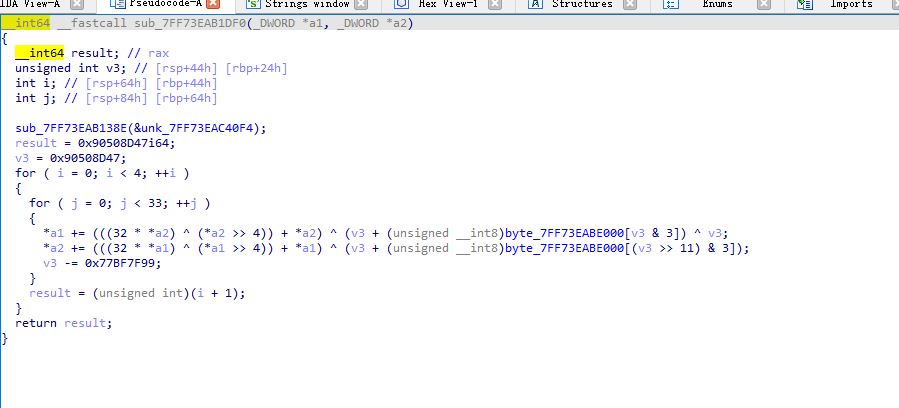 IDA View-A Pseudocode-A Strings window Hex View-1 Structures Enums Imports
__int64 __fastcall sub_7FF73EAB1DF0(_DWORD *a1, _DWORD *a2)
{
  __int64 result; // rax
  unsigned int v3; // [rsp+44h] [rbp+24h]
  int i; // [rsp+64h] [rbp+44h]
  int j; // [rsp+84h] [rbp+64h]

  sub_7FF73EAB138E(&unk_7FF73EAC40F4);
  result = 0x90508D47i64;
  v3 = 0x90508D47;
  for ( i = 0; i < 4; ++i )
  {
    for ( j = 0; j < 33; ++j )
    {
      *a1 += (((32 * *a2) ^ (*a2 >> 4)) + *a2) ^ (v3 + (unsigned __int8)byte_7FF73EABE000[v3 & 3]) ^ v3;
      *a2 += (((32 * *a1) ^ (*a1 >> 4)) + *a1) ^ (v3 + (unsigned __int8)byte_7FF73EABE000[(v3 >> 11) & 3]);
      v3 -= 0x77BF7F99;
    }
    result = (unsigned int)(i + 1);
  }
  return result;
}